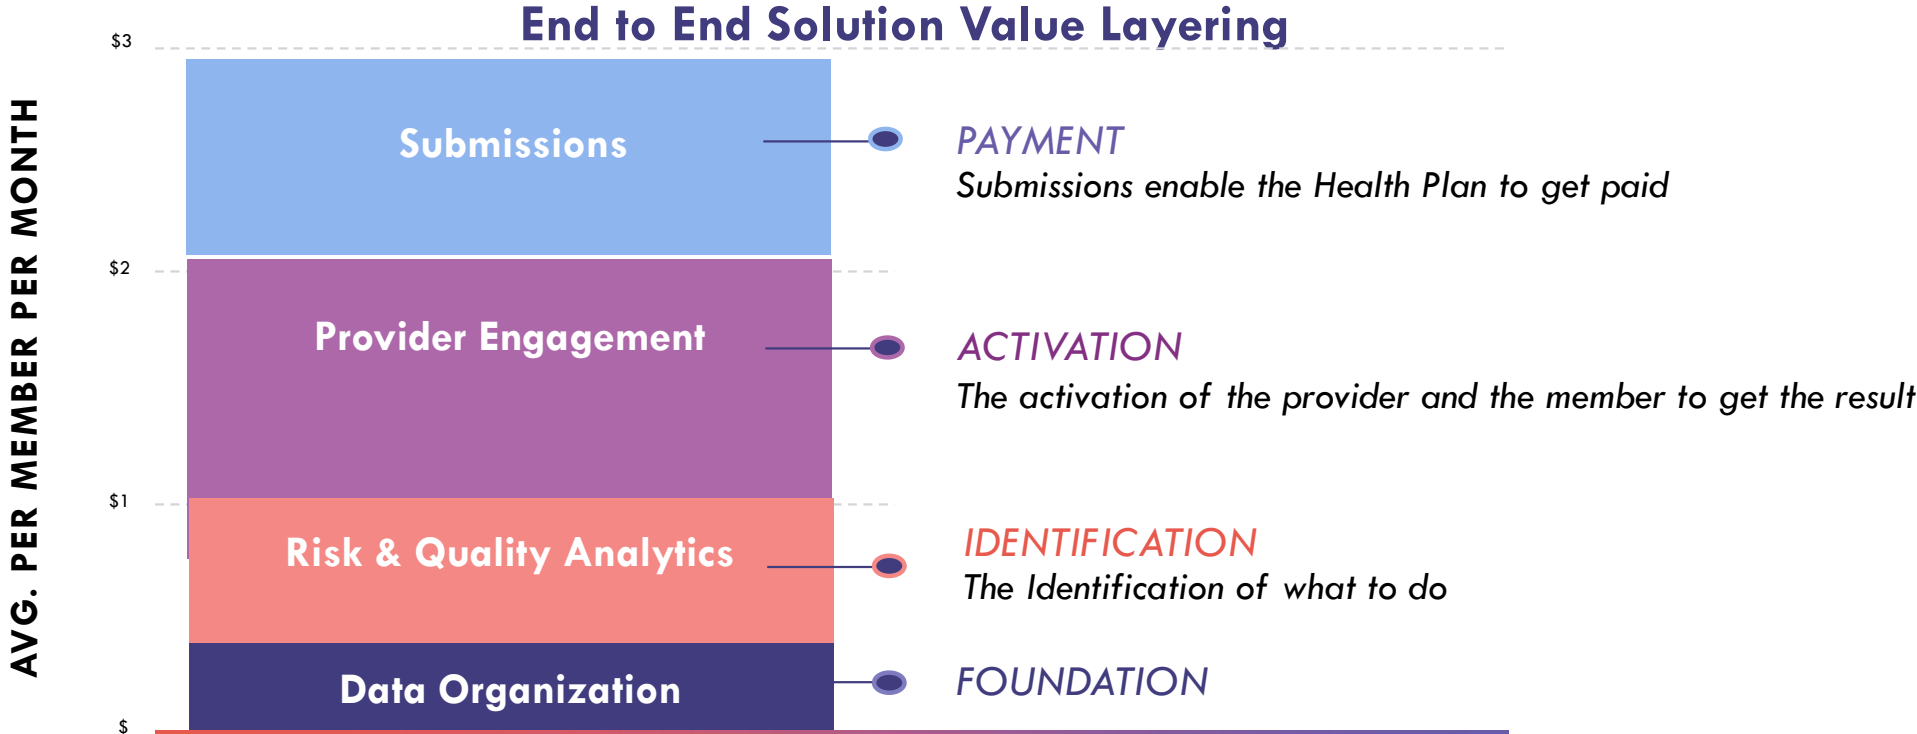 End to End Solution Value Layering
AVG. PER MEMBER PER MONTH
$3
$2
$1
$
Submissions
PAYMENT
Submissions enable the Health Plan to get paid
Provider Engagement
ACTIVATION
The activation of the provider and the member to get the result
Risk & Quality Analytics
IDENTIFICATION
The Identification of what to do
Data Organization
FOUNDATION